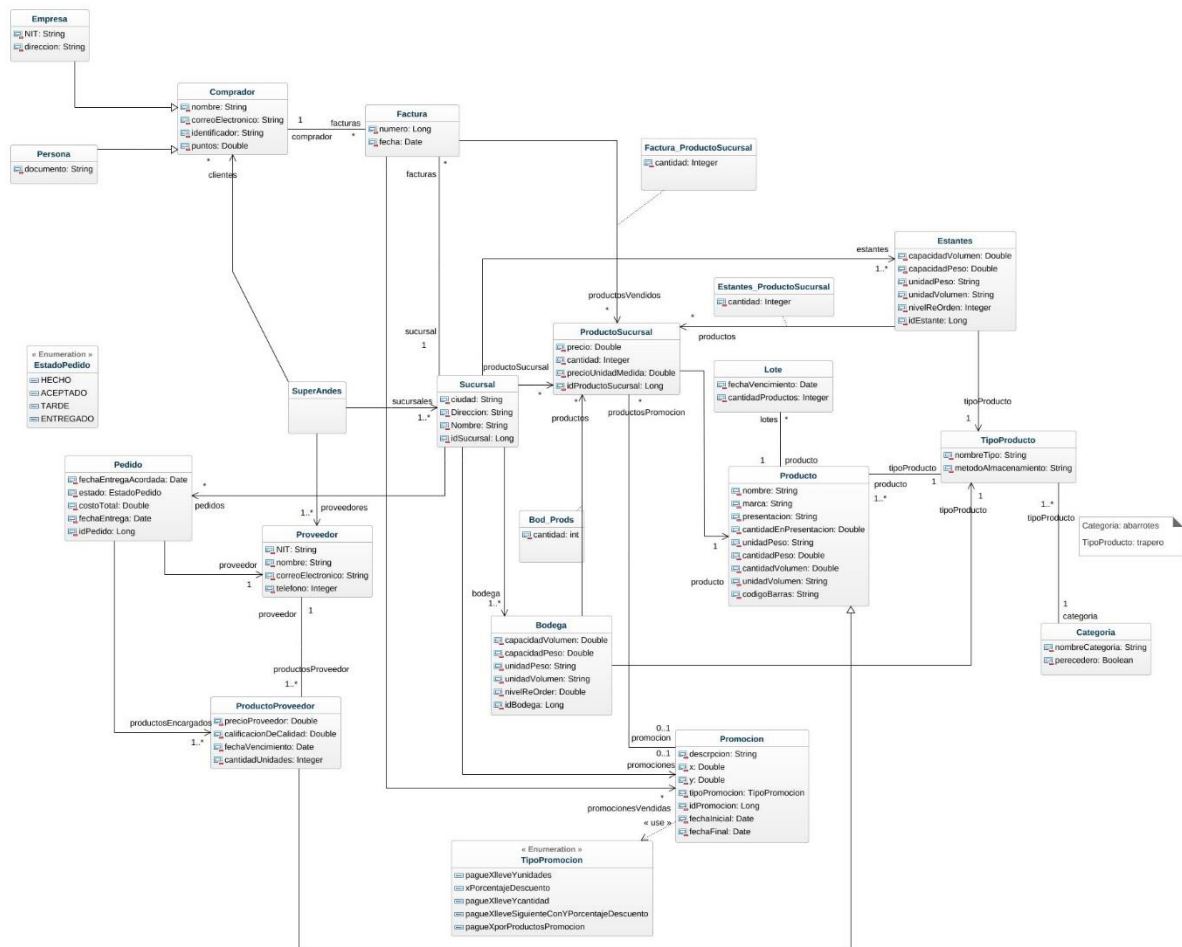 Empresa
NIT: String
direccion: String
Comprador
nombre: String
correoElectronico: String
identificador: String
puntos: Double
Persona
documento: String
1
comprador
facturas
*
Factura
numero: Long
fecha: Date
*
clientes
*
facturas
*
Factura_ProductoSucursal
cantidad: Integer
Estantes
capacidadVolumen: Double
capacidadPeso: Double
unidadPeso: String
unidadVolumen: String
nivelReOrden: Integer
idEstante: Long
estantes
1..*
Estantes_ProductoSucursal
cantidad: Integer
productosVendidos
*
*
productos
ProductoSucursal
precio: Double
cantidad: Integer
precioUnidadMedida: Double
idProductoSucursal: Long
sucursal
1
productoSucursal
*
« Enumeration »
EstadoPedido
HECHO
ACEPTADO
TARDE
ENTREGADO
SuperAndes
sucursales
1..*
Sucursal
ciudad: String
Direccion: String
Nombre: String
idSucursal: Long
*
productos
*
productosPromocion
Lote
fechaVencimiento: Date
cantidadProductos: Integer
lotes
*
1
producto
tipoProducto
1
TipoProducto
nombreTipo: String
metodoAlmacenamiento: String
Producto
nombre: String
marca: String
presentacion: String
cantidadEnPresentacion: Double
unidadPeso: String
cantidadPeso: Double
cantidadVolumen: Double
unidadVolumen: String
codigoBarras: String
tipoProducto
1
producto
1..*
1
tipoProducto
1..*
tipoProducto
Categoria: abarrotes
TipoProducto: trapero
Pedido
fechaEntregaAcordada: Date
estado: EstadoPedido
costoTotal: Double
fechaEntrega: Date
idPedido: Long
*
pedidos
1..*
proveedores
Proveedor
NIT: String
nombre: String
correoElectronico: String
telefono: Integer
proveedor
1
proveedor
1
Bod_Prods
cantidad: int
1
producto
bodega
1..*
Bodega
capacidadVolumen: Double
capacidadPeso: Double
unidadPeso: String
unidadVolumen: String
nivelReOrder: Double
idBodega: Long
1
categoria
Categoria
nombreCategoria: String
perecedero: Boolean
productosProveedor
1..*
ProductoProveedor
precioProveedor: Double
calificacionDeCalidad: Double
fechaVencimiento: Date
cantidadUnidades: Integer
productosEncargados
1..*
0..1
promocion
0..1
promociones
*
promocionesVendidas
Promocion
descrpcion: String
x: Double
y: Double
tipoPromocion: TipoPromocion
idPromocion: Long
fechaInicial: Date
fechaFinal: Date
« use »
« Enumeration »
TipoPromocion
pagueXlleveYunidades
xPorcentajeDescuento
pagueXlleveYcantidad
pagueXlleveSiguienteConYPorcentajeDescuento
pagueXporProductosPromocion